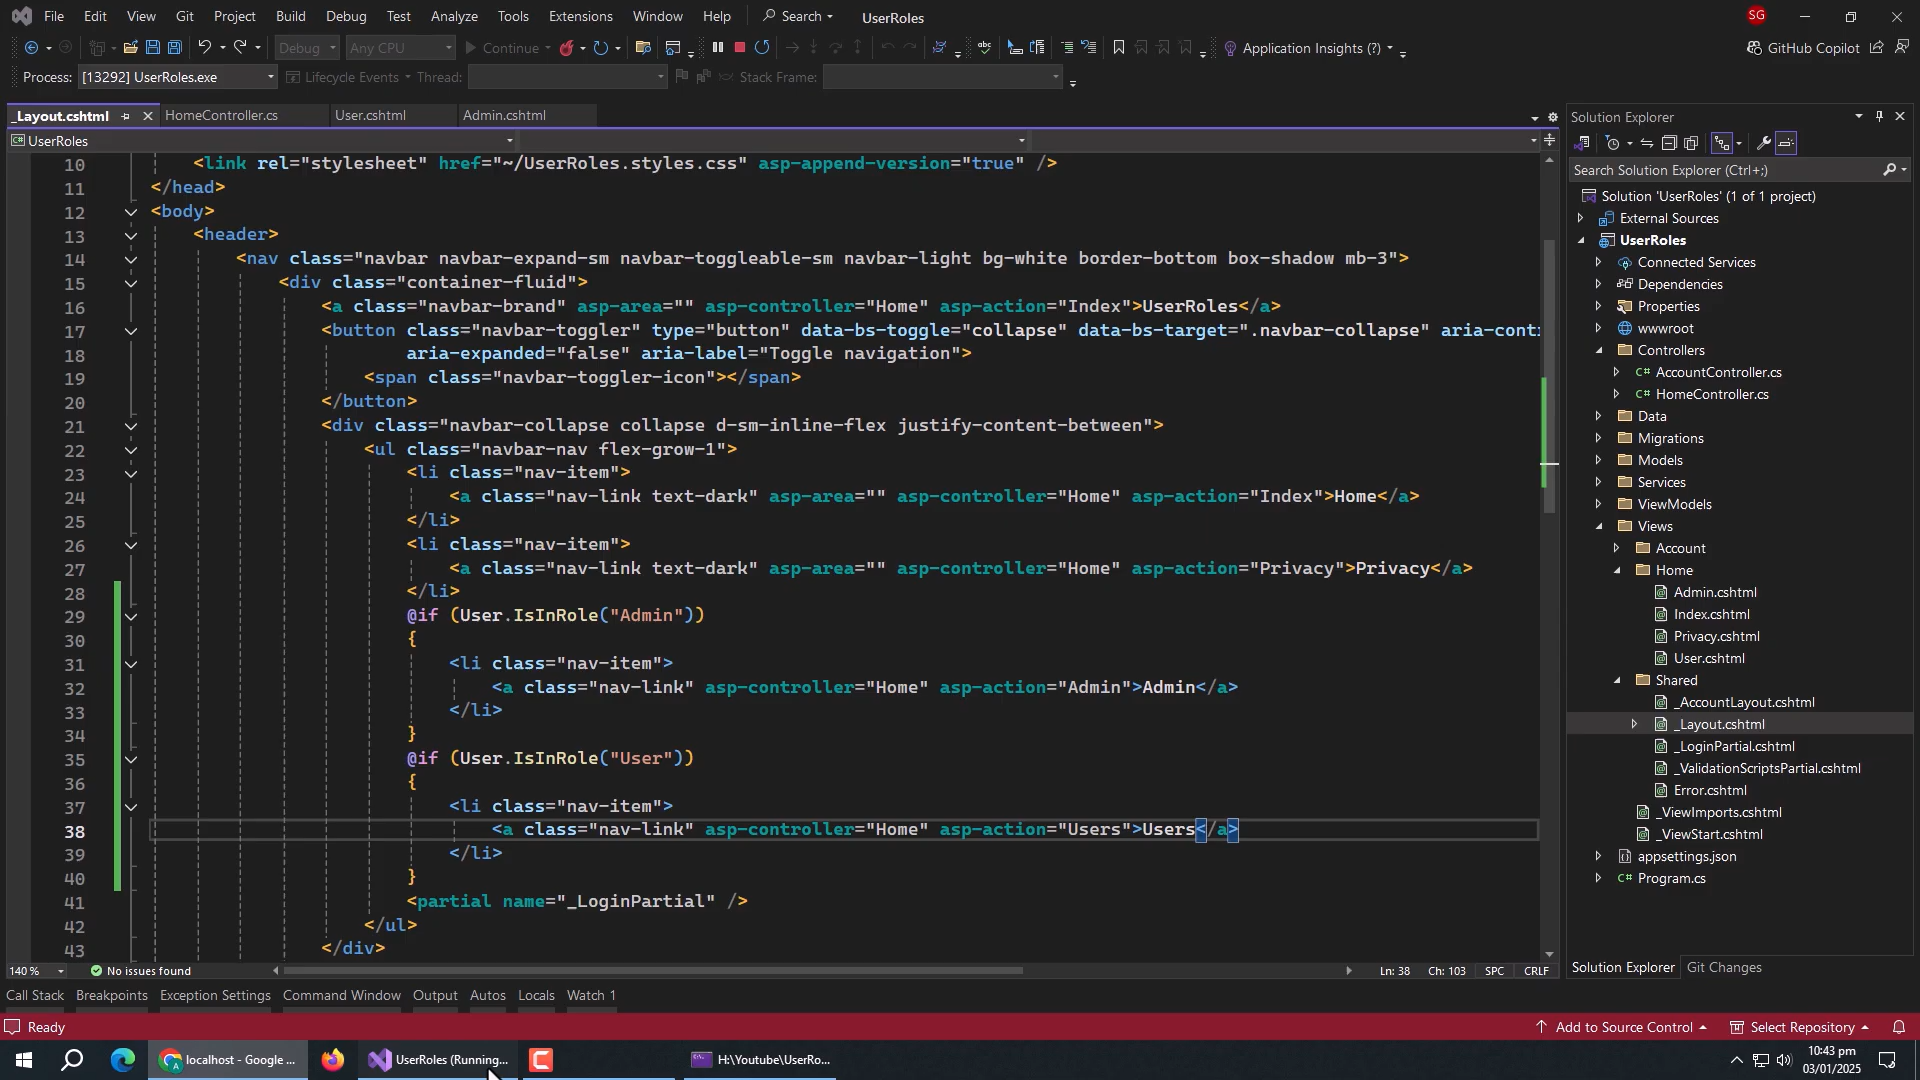 File Edit View Git Project Build Debug Test Analyze Tools Extensions Window Help Search UserRoles SG
Debug Any CPU Continue Application Insights (?) GitHub Copilot
Process: [13292] UserRoles.exe Lifecycle Events Thread: Stack Frame:
_Layout.cshtml HomeController.cs User.cshtml Admin.cshtml
UserRoles
10 <link rel="stylesheet" href="~/UserRoles.styles.css" asp-append-version="true" />
11 </head>
12 <body>
13 <header>
14 <nav class="navbar navbar-expand-sm navbar-toggleable-sm navbar-light bg-white border-bottom box-shadow mb-3">
15 <div class="container-fluid">
16 <a class="navbar-brand" asp-area="" asp-controller="Home" asp-action="Index">UserRoles</a>
17 <button class="navbar-toggler" type="button" data-bs-toggle="collapse" data-bs-target=".navbar-collapse" aria-cont
18 aria-expanded="false" aria-label="Toggle navigation">
19 <span class="navbar-toggler-icon"></span>
20 </button>
21 <div class="navbar-collapse collapse d-sm-inline-flex justify-content-between">
22 <ul class="navbar-nav flex-grow-1">
23 <li class="nav-item">
24 <a class="nav-link text-dark" asp-area="" asp-controller="Home" asp-action="Index">Home</a>
25 </li>
26 <li class="nav-item">
27 <a class="nav-link text-dark" asp-area="" asp-controller="Home" asp-action="Privacy">Privacy</a>
28 </li>
29 @if (User.IsInRole("Admin"))
30 {
31 <li class="nav-item">
32 <a class="nav-link" asp-controller="Home" asp-action="Admin">Admin</a>
33 </li>
34 }
35 @if (User.IsInRole("User"))
36 {
37 <li class="nav-item">
38 <a class="nav-link" asp-controller="Home" asp-action="Users">Users</a>
39 </li>
40 }
41 <partial name="_LoginPartial" />
42 </ul>
43 </div>
140 % No issues found Ln: 38 Ch: 103 SPC CRLF
Call Stack Breakpoints Exception Settings Command Window Output Autos Locals Watch 1
Solution Explorer
Search Solution Explorer (Ctrl+;)
Solution 'UserRoles' (1 of 1 project)
External Sources
UserRoles
Connected Services
Dependencies
Properties
wwwroot
Controllers
C# AccountController.cs
C# HomeController.cs
Data
Migrations
Models
Services
ViewModels
Views
Account
Home
Admin.cshtml
Index.cshtml
Privacy.cshtml
User.cshtml
Shared
_AccountLayout.cshtml
_Layout.cshtml
_LoginPartial.cshtml
_ValidationScriptsPartial.cshtml
Error.cshtml
_ViewImports.cshtml
_ViewStart.cshtml
appsettings.json
C# Program.cs
Solution Explorer Git Changes
Ready Add to Source Control Select Repository
localhost - Google ... UserRoles (Running... H:\Youtube\UserRo... 10:43 pm
03/01/2025